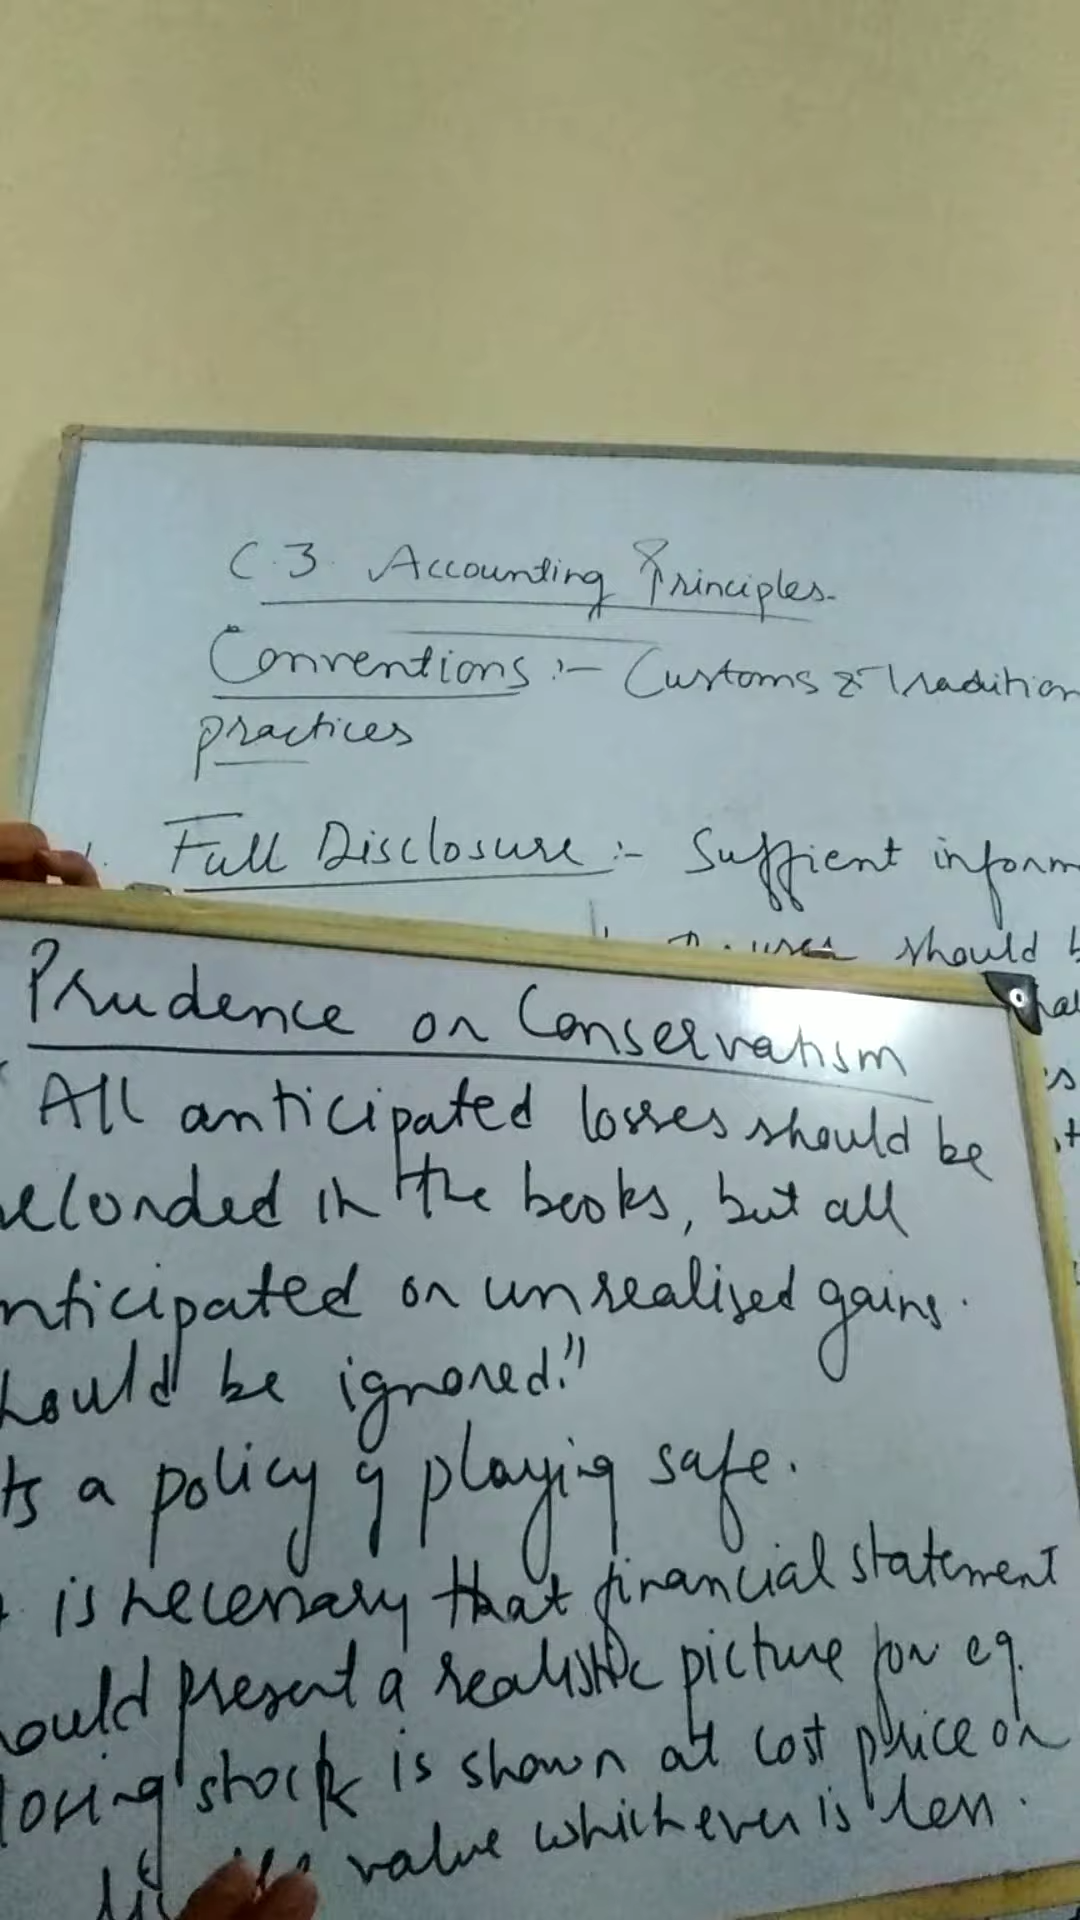 C.3. Accounting Principles.
Conventions :- Customs & Tradition
practices
1. Full Disclosure :- Suffient inform
users should b
Prudence or Conservatism
All anticipated losses should be
recorded in the books, but all
nticipated or unrealised gains.
hould be ignored."
ts a policy of playing safe.
is necessary that financial statement
ould present a realistic picture for eg.
losing stock is shown at cost price or
value whichever is less.